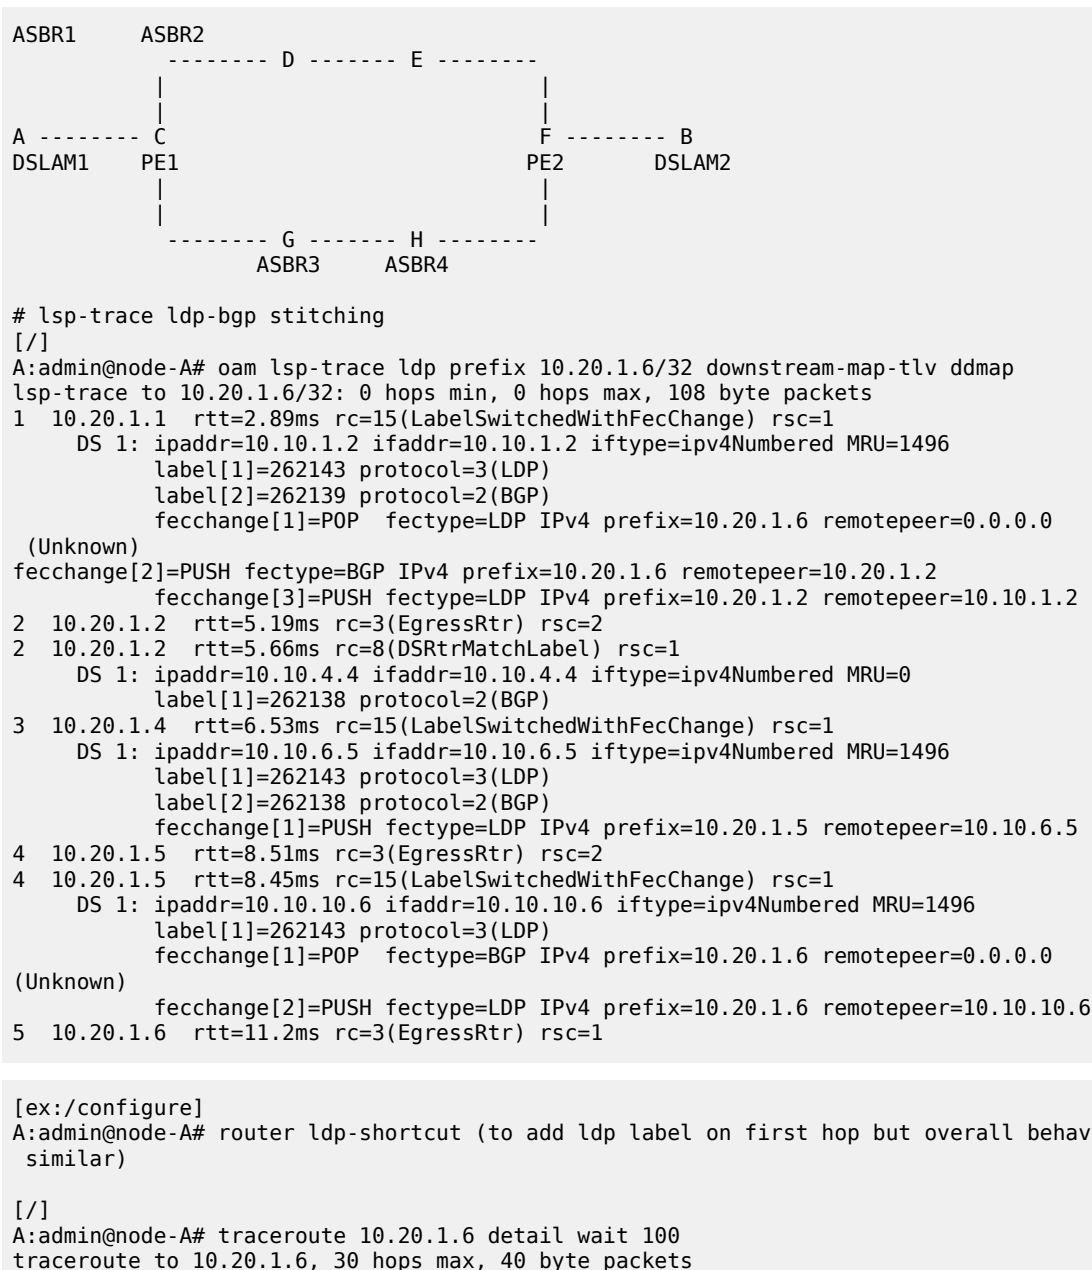 ASBR1      ASBR2
             -------- D ------- E --------
            |                                |
            |                                |
A -------- C                                F -------- B
DSLAM1     PE1                            PE2        DSLAM2
            |                                |
            |                                |
             -------- G ------- H --------
                     ASBR3      ASBR4
# lsp-trace ldp-bgp stitching
[/]
A:admin@node-A# oam lsp-trace ldp prefix 10.20.1.6/32 downstream-map-tlv ddmap
lsp-trace to 10.20.1.6/32: 0 hops min, 0 hops max, 108 byte packets
1  10.20.1.1  rtt=2.89ms rc=15(LabelSwitchedWithFecChange) rsc=1
     DS 1: ipaddr=10.10.1.2 ifaddr=10.10.1.2 iftype=ipv4Numbered MRU=1496
           label[1]=262143 protocol=3(LDP)
           label[2]=262139 protocol=2(BGP)
           fecchange[1]=POP  fectype=LDP IPv4 prefix=10.20.1.6 remotepeer=0.0.0.0
 (Unknown)
fecchange[2]=PUSH fectype=BGP IPv4 prefix=10.20.1.6 remotepeer=10.20.1.2
           fecchange[3]=PUSH fectype=LDP IPv4 prefix=10.20.1.2 remotepeer=10.10.1.2
2  10.20.1.2  rtt=5.19ms rc=3(EgressRtr) rsc=2
2  10.20.1.2  rtt=5.66ms rc=8(DSRtrMatchLabel) rsc=1
     DS 1: ipaddr=10.10.4.4 ifaddr=10.10.4.4 iftype=ipv4Numbered MRU=0
           label[1]=262138 protocol=2(BGP)
3  10.20.1.4  rtt=6.53ms rc=15(LabelSwitchedWithFecChange) rsc=1
     DS 1: ipaddr=10.10.6.5 ifaddr=10.10.6.5 iftype=ipv4Numbered MRU=1496
           label[1]=262143 protocol=3(LDP)
           label[2]=262138 protocol=2(BGP)
           fecchange[1]=PUSH fectype=LDP IPv4 prefix=10.20.1.5 remotepeer=10.10.6.5
4  10.20.1.5  rtt=8.51ms rc=3(EgressRtr) rsc=2
4  10.20.1.5  rtt=8.45ms rc=15(LabelSwitchedWithFecChange) rsc=1
     DS 1: ipaddr=10.10.10.6 ifaddr=10.10.10.6 iftype=ipv4Numbered MRU=1496
           label[1]=262143 protocol=3(LDP)
           fecchange[1]=POP  fectype=BGP IPv4 prefix=10.20.1.6 remotepeer=0.0.0.0
(Unknown)
           fecchange[2]=PUSH fectype=LDP IPv4 prefix=10.20.1.6 remotepeer=10.10.10.6
5  10.20.1.6  rtt=11.2ms rc=3(EgressRtr) rsc=1
[ex:/configure]
A:admin@node-A# router ldp-shortcut (to add ldp label on first hop but overall behav
 similar)
[/]
A:admin@node-A# traceroute 10.20.1.6 detail wait 100
traceroute to 10.20.1.6, 30 hops max, 40 byte packets